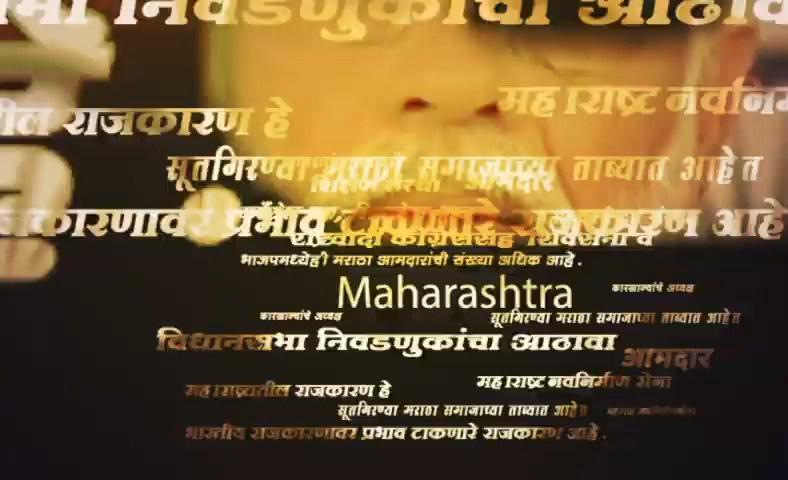 भा निवडणुकांचा आठाव
महाराष्ट्र नवनिम
तील राजकारण हे
सूतगिरण्या मराठा समाजाच्या ताब्यात आहेत
आमदार
जकारणावर प्रभाव टाकणारे राजकारण आहे
राष्ट्रवादी काँग्रेससह शिवसेना व
भाजपमध्येही मराठा आमदारांची संख्या अधिक आहे.
Maharashtra
कारखान्यांचे अध्यक्ष
कारखान्यांचे अध्यक्ष
सूतगिरण्या मराठा समाजाच्या ताब्यात आहेत
विधानसभा निवडणुकांचा आठावा
आमदार
महाराष्ट्र नवनिर्माण सेना
महाराष्ट्रातील राजकारण हे
सूतगिरण्या मराठा समाजाच्या ताब्यात आहेत
भारतीय राजकारणावर प्रभाव टाकणारे राजकारण आहे.